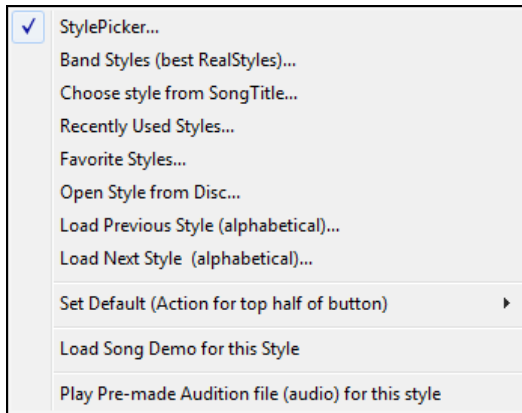 StylePicker...
Band Styles (best RealStyles)...
Choose style from SongTitle...
Recently Used Styles...
Favorite Styles...
Open Style from Disc...
Load Previous Style (alphabetical)...
Load Next Style  (alphabetical)...
Set Default (Action for top half of button)
Load Song Demo for this Style
Play Pre-made Audition file (audio) for this style